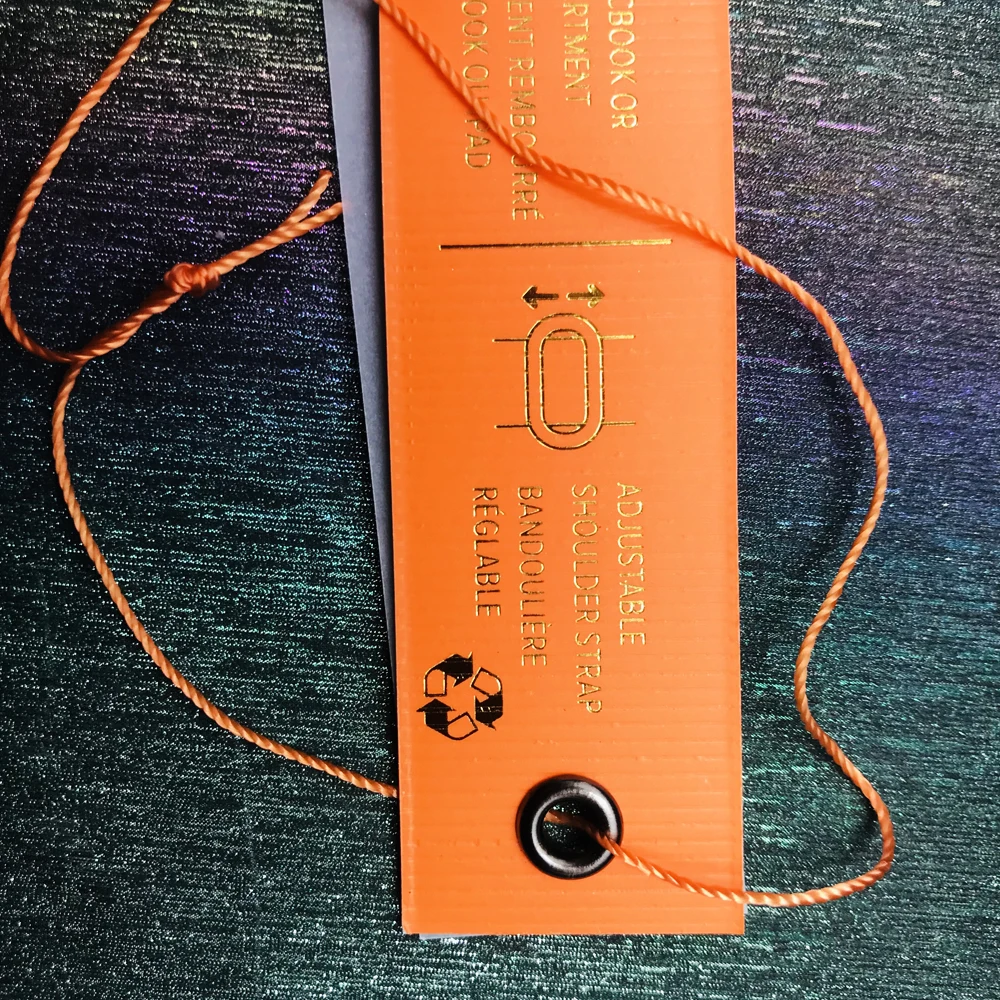 CBOOK OR
RTMENT
ENT REMBOURRÉ
OOK OU PAD
ADJUSTABLE
SHOULDER STRAP
BANDOULIÈRE
RÉGLABLE